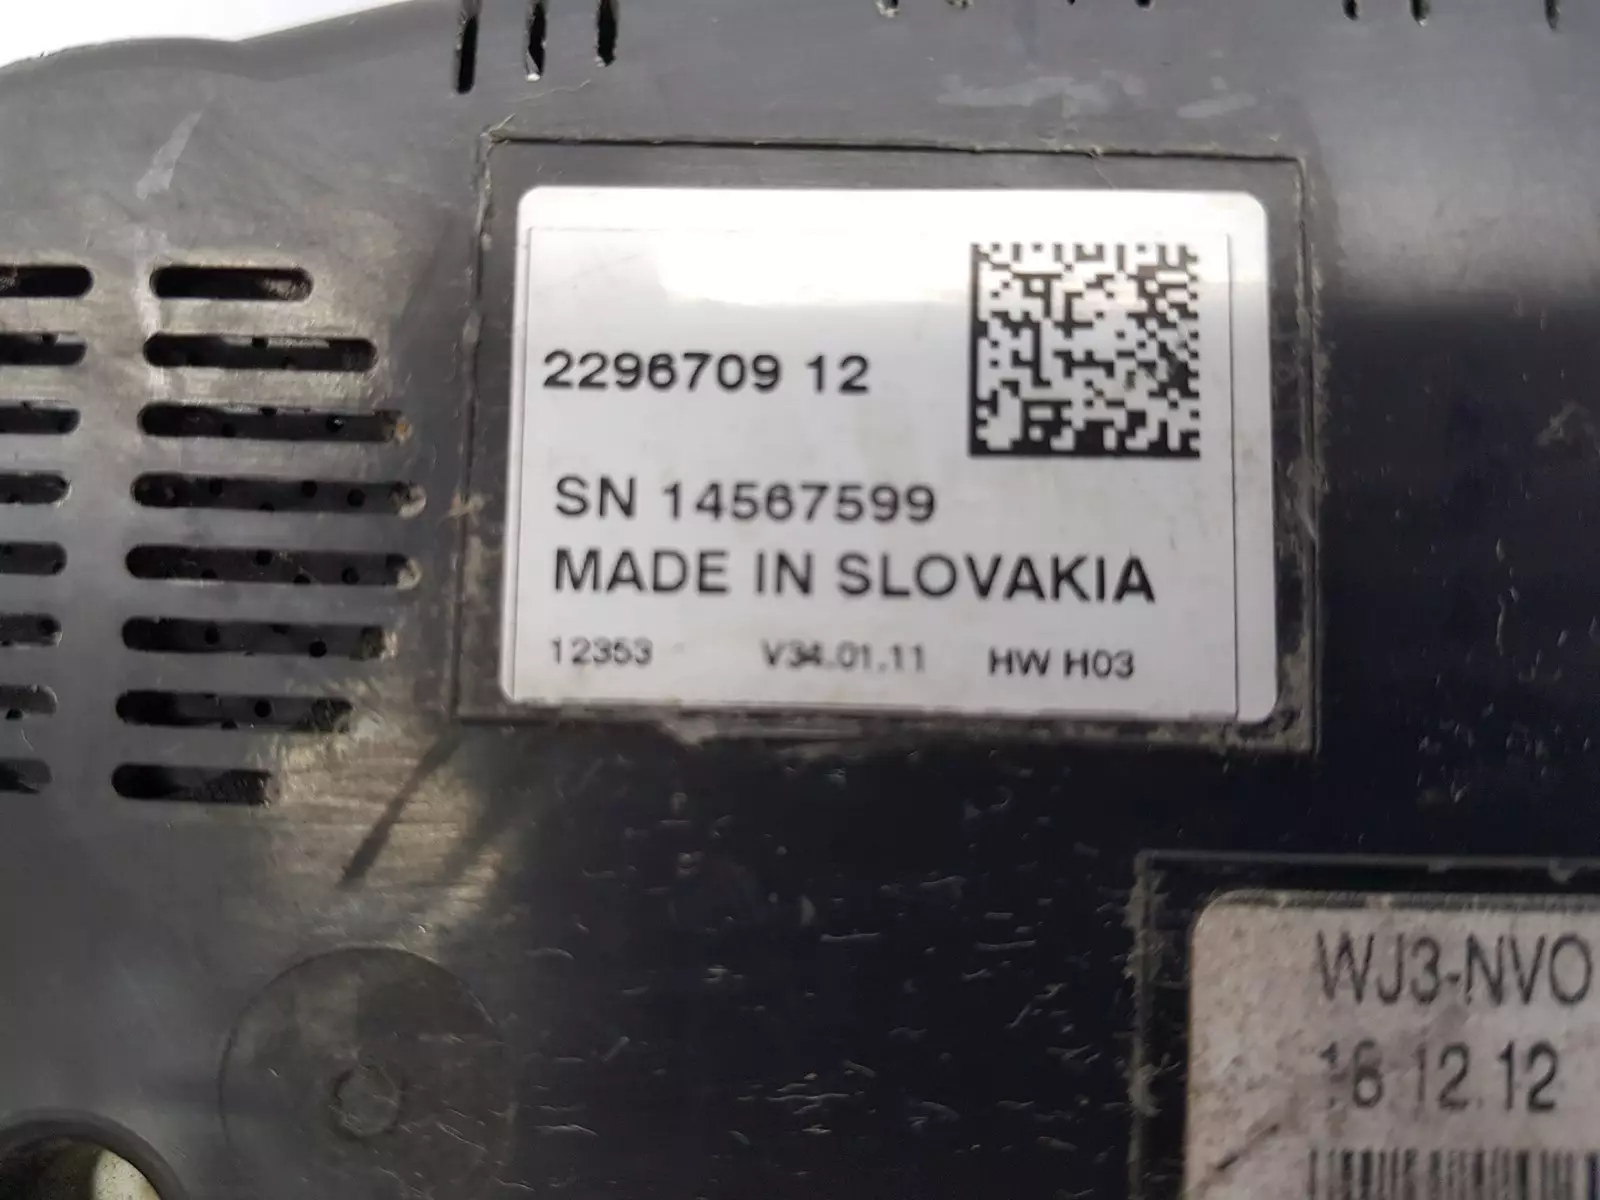 2296709 12
SN 14567599
MADE IN SLOVAKIA
12353 V34.01.11 HW H03
WJ3-NVO
16.12.12